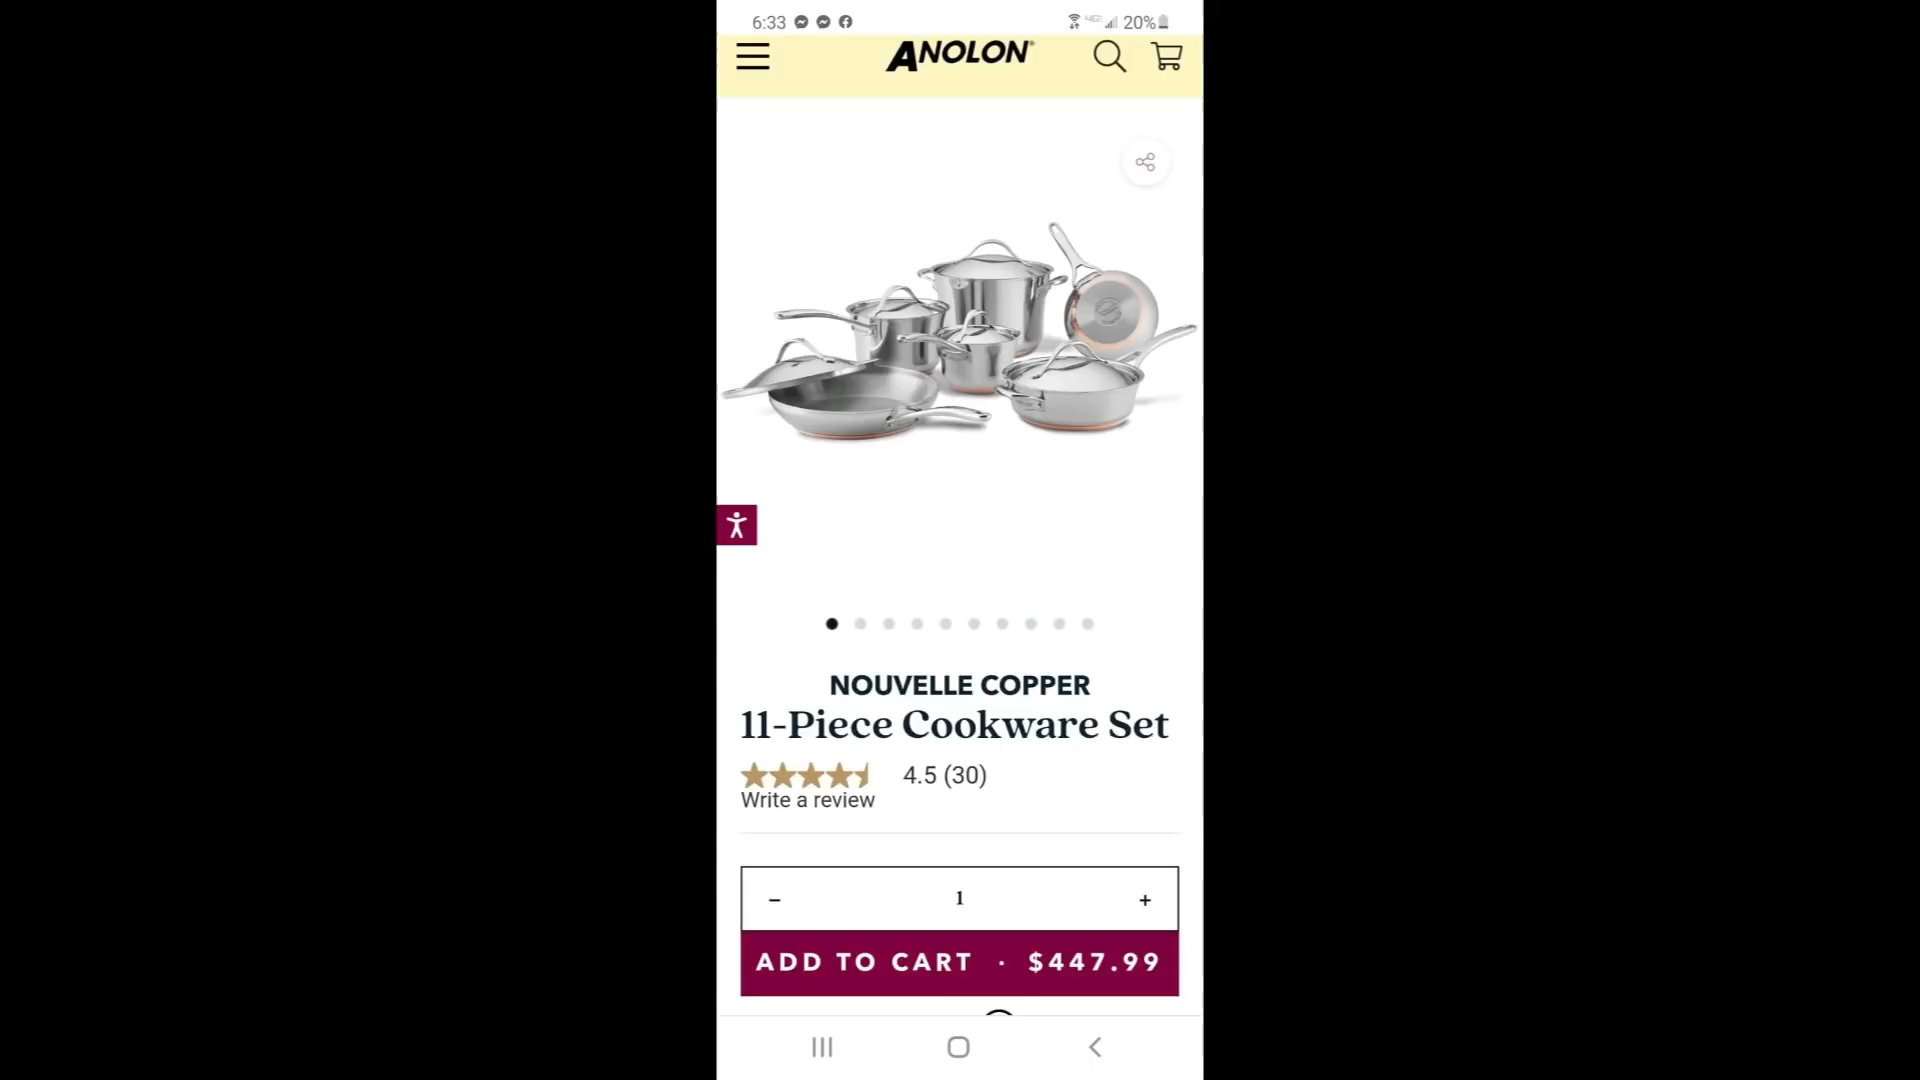 6:33 20%
ANOLON
NOUVELLE COPPER
11-Piece Cookware Set
4.5 (30)
Write a review
- 1 +
ADD TO CART · $447.99